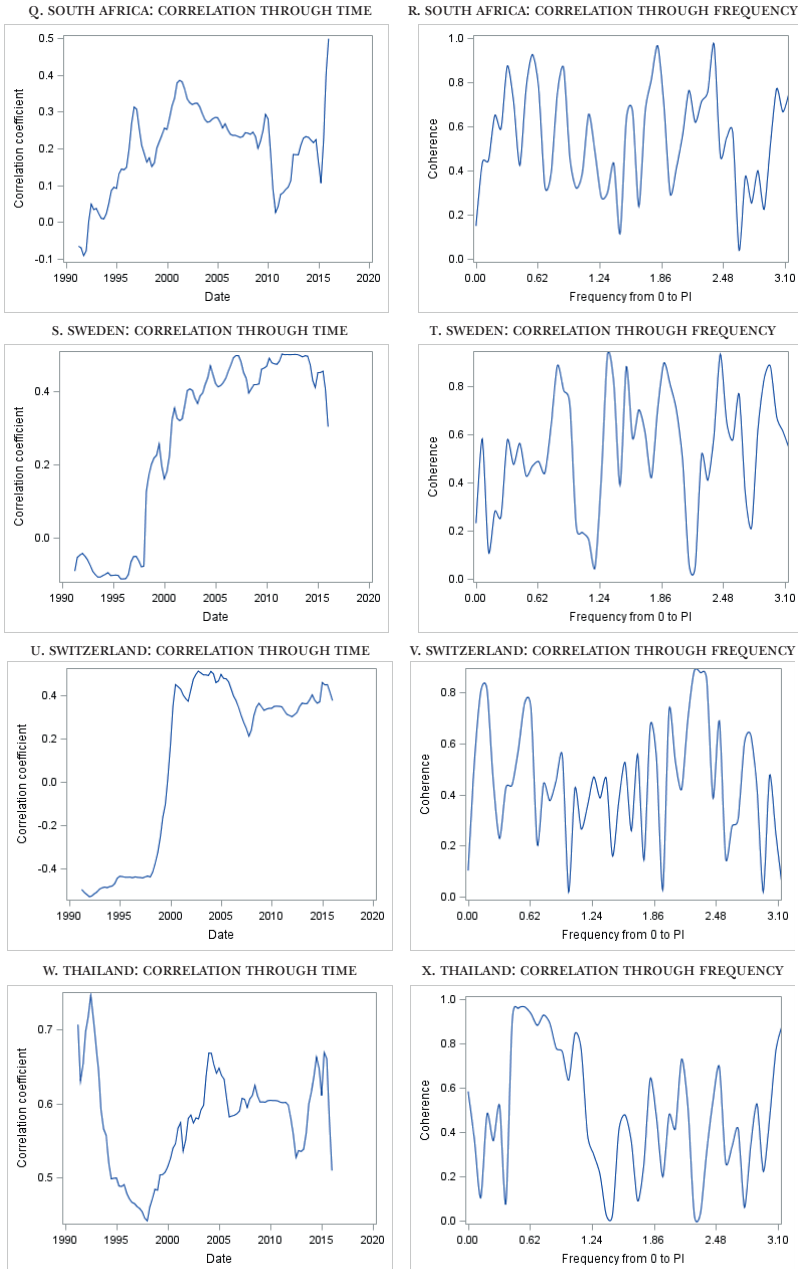 Q. SOUTH AFRICA: CORRELATION THROUGH TIME
0.5
0.4
0.3
0.2
0.1
0.0
-0.1
Correlation coefficient
1990 1995 2000 2005 2010 2015 2020
Date
R. SOUTH AFRICA: CORRELATION THROUGH FREQUENCY
1.0
0.8
0.6
0.4
0.2
0.0
Coherence
0.00 0.62 1.24 1.86 2.48 3.10
Frequency from 0 to PI
S. SWEDEN: CORRELATION THROUGH TIME
0.4
0.2
0.0
Correlation coefficient
1990 1995 2000 2005 2010 2015 2020
Date
T. SWEDEN: CORRELATION THROUGH FREQUENCY
0.8
0.6
0.4
0.2
0.0
Coherence
0.00 0.62 1.24 1.86 2.48 3.10
Frequency from 0 to PI
U. SWITZERLAND: CORRELATION THROUGH TIME
0.4
0.2
0.0
-0.2
-0.4
Correlation coefficient
1990 1995 2000 2005 2010 2015 2020
Date
V. SWITZERLAND: CORRELATION THROUGH FREQUENCY
0.8
0.6
0.4
0.2
0.0
Coherence
0.00 0.62 1.24 1.86 2.48 3.10
Frequency from 0 to PI
W. THAILAND: CORRELATION THROUGH TIME
0.7
0.6
0.5
Correlation coefficient
1990 1995 2000 2005 2010 2015 2020
Date
X. THAILAND: CORRELATION THROUGH FREQUENCY
1.0
0.8
0.6
0.4
0.2
0.0
Coherence
0.00 0.62 1.24 1.86 2.48 3.10
Frequency from 0 to PI